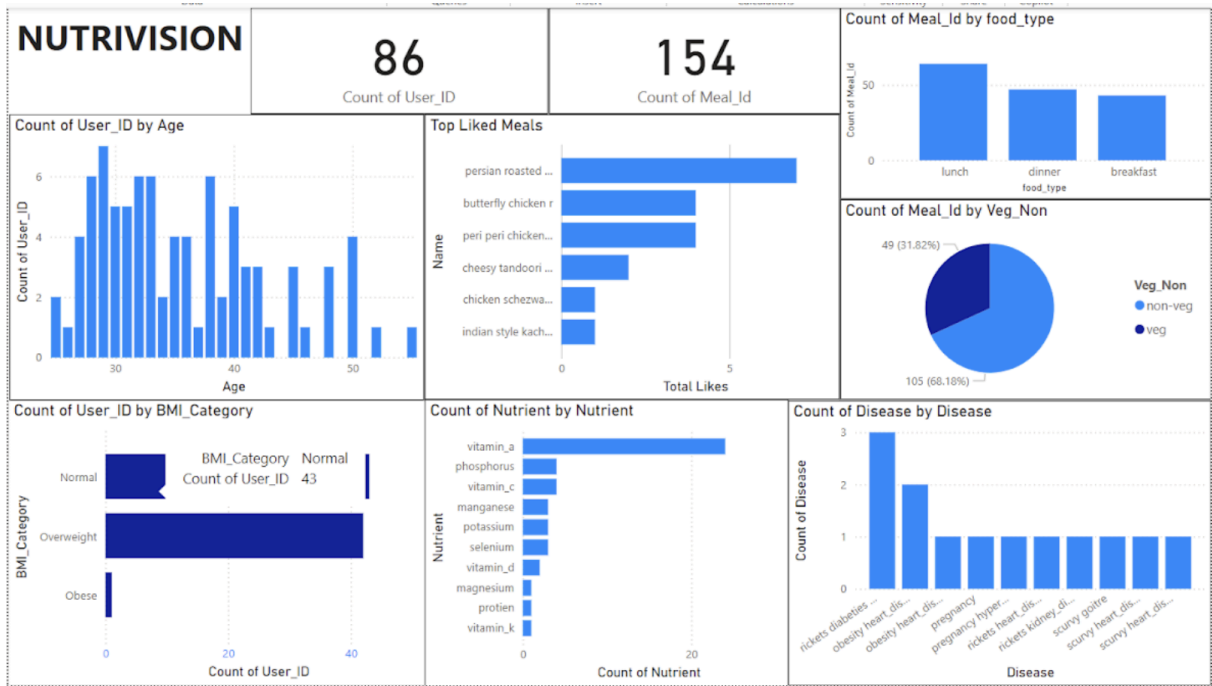 NUTRIVISION
86
Count of User_ID
154
Count of Meal_Id
Count of Meal_Id by food_type
Count of Meal_Id
50
0
lunch
dinner
breakfast
food_type
Count of User_ID by Age
Count of User_ID
6
4
2
0
30
40
50
Age
Top Liked Meals
Name
persian roasted ...
butterfly chicken r
peri peri chicken...
cheesy tandoori ...
chicken schezwa...
indian style kach...
0
5
Total Likes
Count of Meal_Id by Veg_Non
49 (31.82%)
105 (68.18%)
Veg_Non
non-veg
veg
Count of User_ID by BMI_Category
BMI_Category
Normal
Overweight
Obese
BMI_Category Normal
Count of User_ID 43
0
20
40
Count of User_ID
Count of Nutrient by Nutrient
Nutrient
vitamin_a
phosphorus
vitamin_c
manganese
potassium
selenium
vitamin_d
magnesium
protien
vitamin_k
0
20
Count of Nutrient
Count of Disease by Disease
Count of Disease
3
2
1
0
rickets diabeties ...
obesity heart_dis...
obesity heart_dis...
pregnancy
pregnancy hyper...
rickets heart_dis...
rickets kidney_di...
scurvy goitre
scurvy heart_dis...
scurvy heart_dis...
Disease